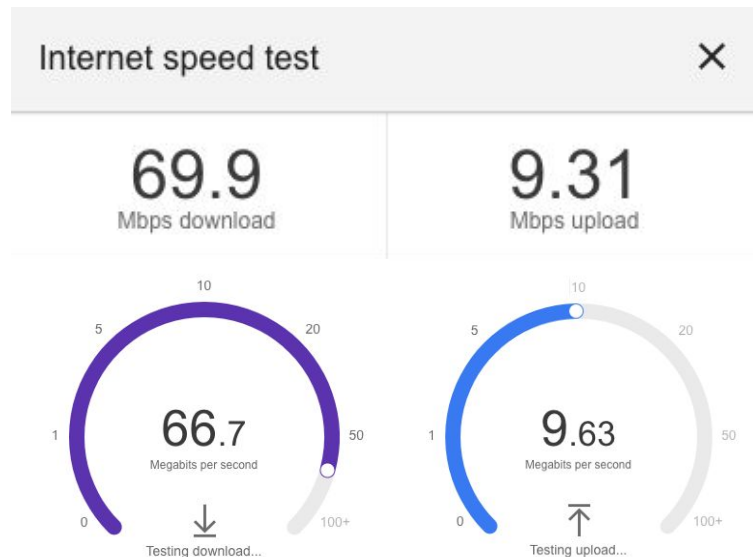 Internet speed test
69.9
Mbps download
9.31
Mbps upload
0
1
5
10
20
50
100+
66.7
Megabits per second
Testing download...
0
1
5
10
20
50
100+
9.63
Megabits per second
Testing upload...